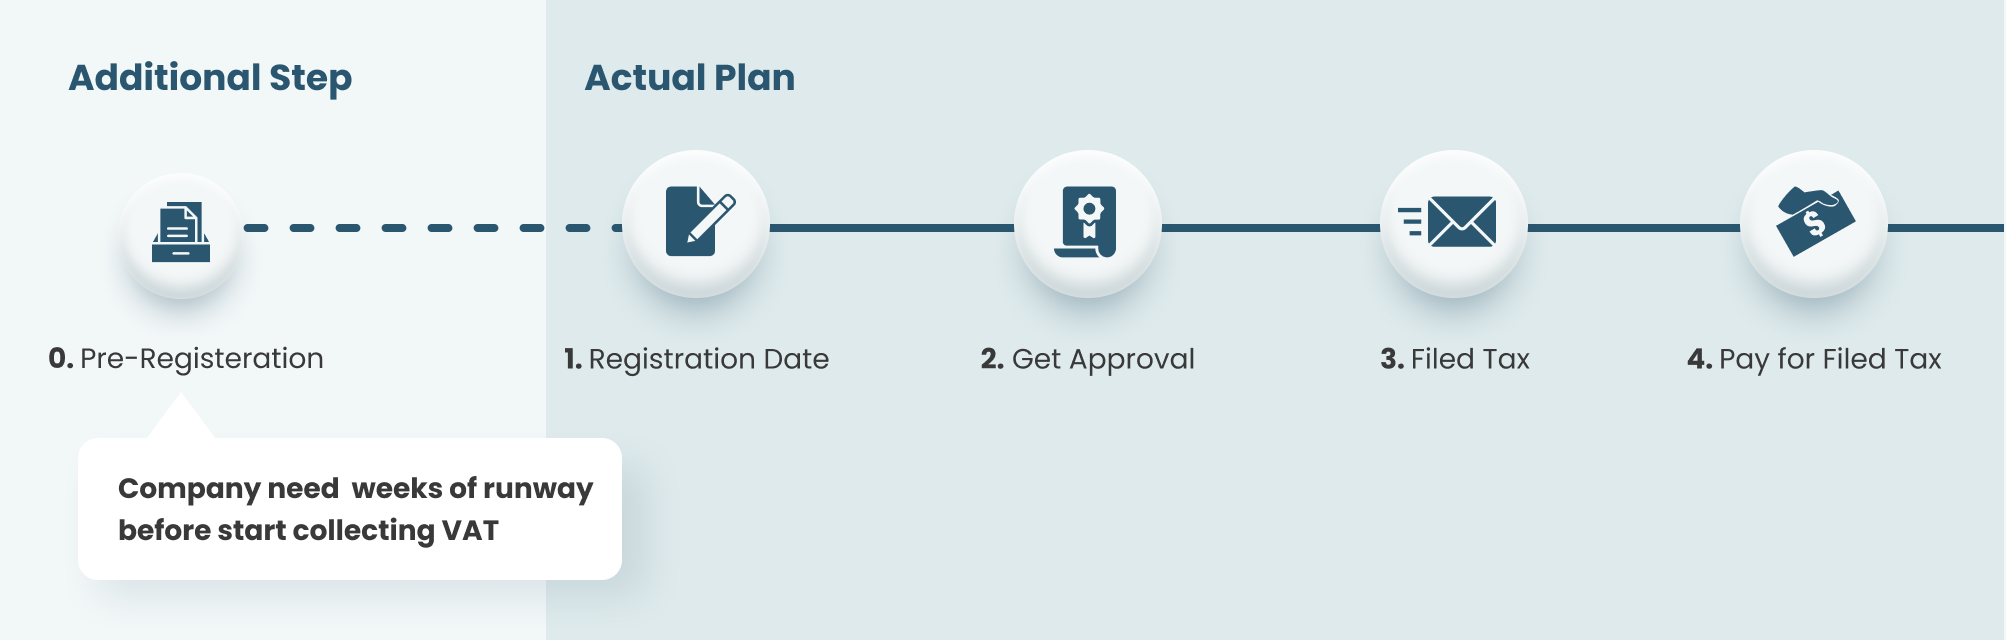 Additional Step
Actual Plan
0. Pre-Registeration
1. Registration Date
2. Get Approval
3. Filed Tax
4. Pay for Filed Tax
Company need  weeks of runway
before start collecting VAT